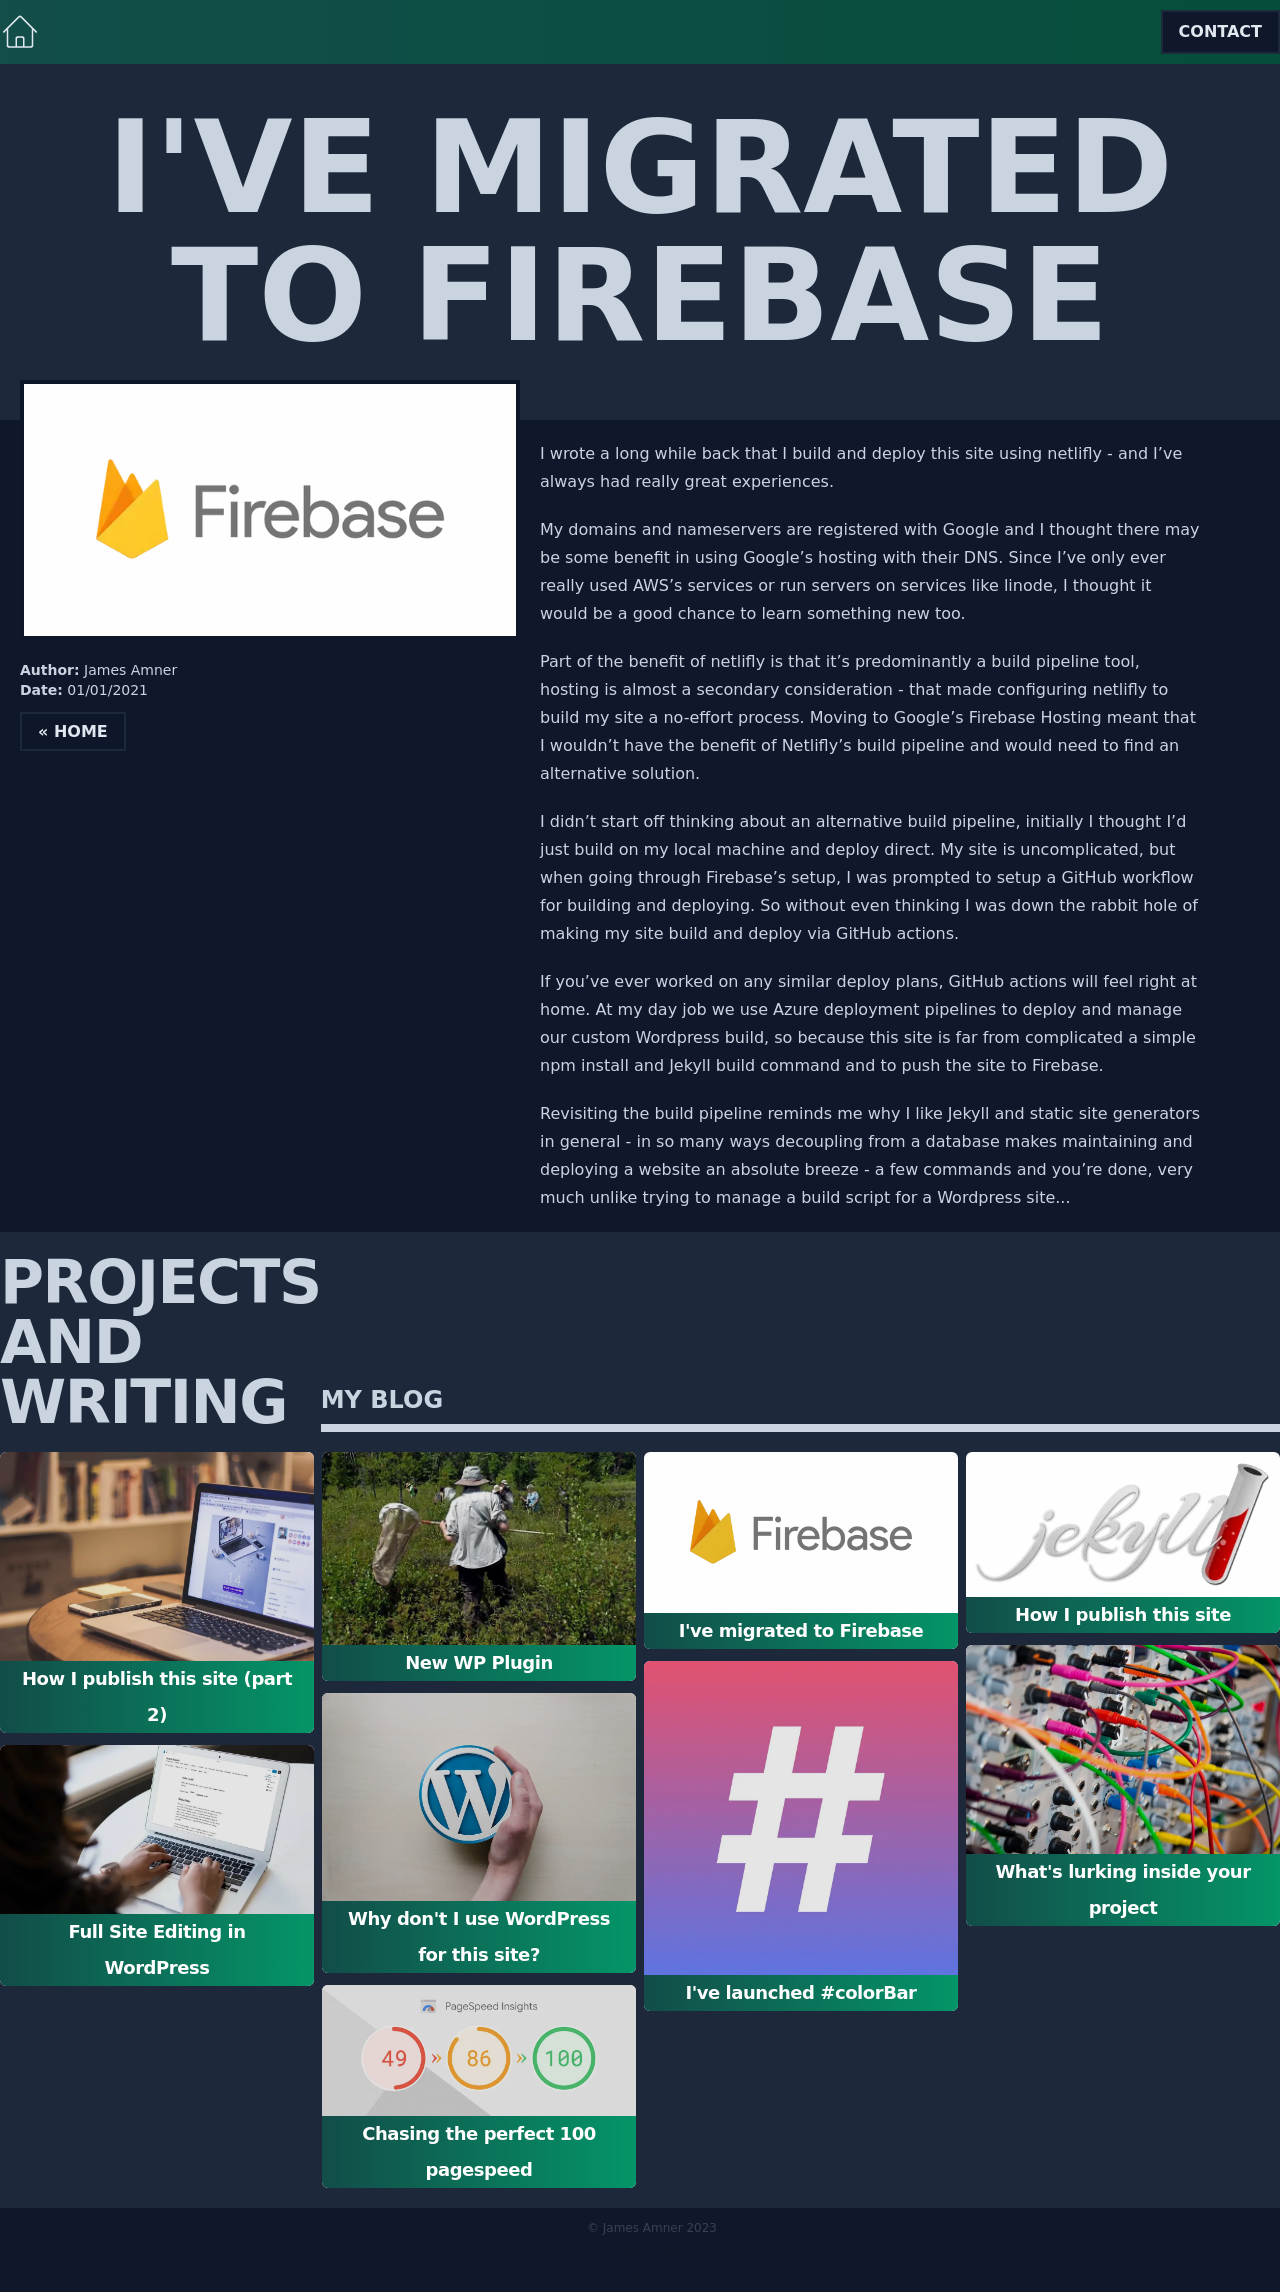 CONTACT
I'VE MIGRATED
TO FIREBASE
Firebase
Author: James Amner
Date: 01/01/2021
« HOME
I wrote a long while back that I build and deploy this site using netlifly - and I’ve
always had really great experiences.
My domains and nameservers are registered with Google and I thought there may
be some benefit in using Google’s hosting with their DNS. Since I’ve only ever
really used AWS’s services or run servers on services like linode, I thought it
would be a good chance to learn something new too.
Part of the benefit of netlifly is that it’s predominantly a build pipeline tool,
hosting is almost a secondary consideration - that made configuring netlifly to
build my site a no-effort process. Moving to Google’s Firebase Hosting meant that
I wouldn’t have the benefit of Netlifly’s build pipeline and would need to find an
alternative solution.
I didn’t start off thinking about an alternative build pipeline, initially I thought I’d
just build on my local machine and deploy direct. My site is uncomplicated, but
when going through Firebase’s setup, I was prompted to setup a GitHub workflow
for building and deploying. So without even thinking I was down the rabbit hole of
making my site build and deploy via GitHub actions.
If you’ve ever worked on any similar deploy plans, GitHub actions will feel right at
home. At my day job we use Azure deployment pipelines to deploy and manage
our custom Wordpress build, so because this site is far from complicated a simple
npm install and Jekyll build command and to push the site to Firebase.
Revisiting the build pipeline reminds me why I like Jekyll and static site generators
in general - in so many ways decoupling from a database makes maintaining and
deploying a website an absolute breeze - a few commands and you’re done, very
much unlike trying to manage a build script for a Wordpress site…
PROJECTS
AND
WRITING
MY BLOG
How I publish this site (part
2)
Full Site Editing in
WordPress
New WP Plugin
W
Why don't I use WordPress
for this site?
PageSpeed Insights
49 » 86 » 100
Chasing the perfect 100
pagespeed
Firebase
I've migrated to Firebase
#
I've launched #colorBar
jekyll
How I publish this site
What's lurking inside your
project
© James Amner 2023